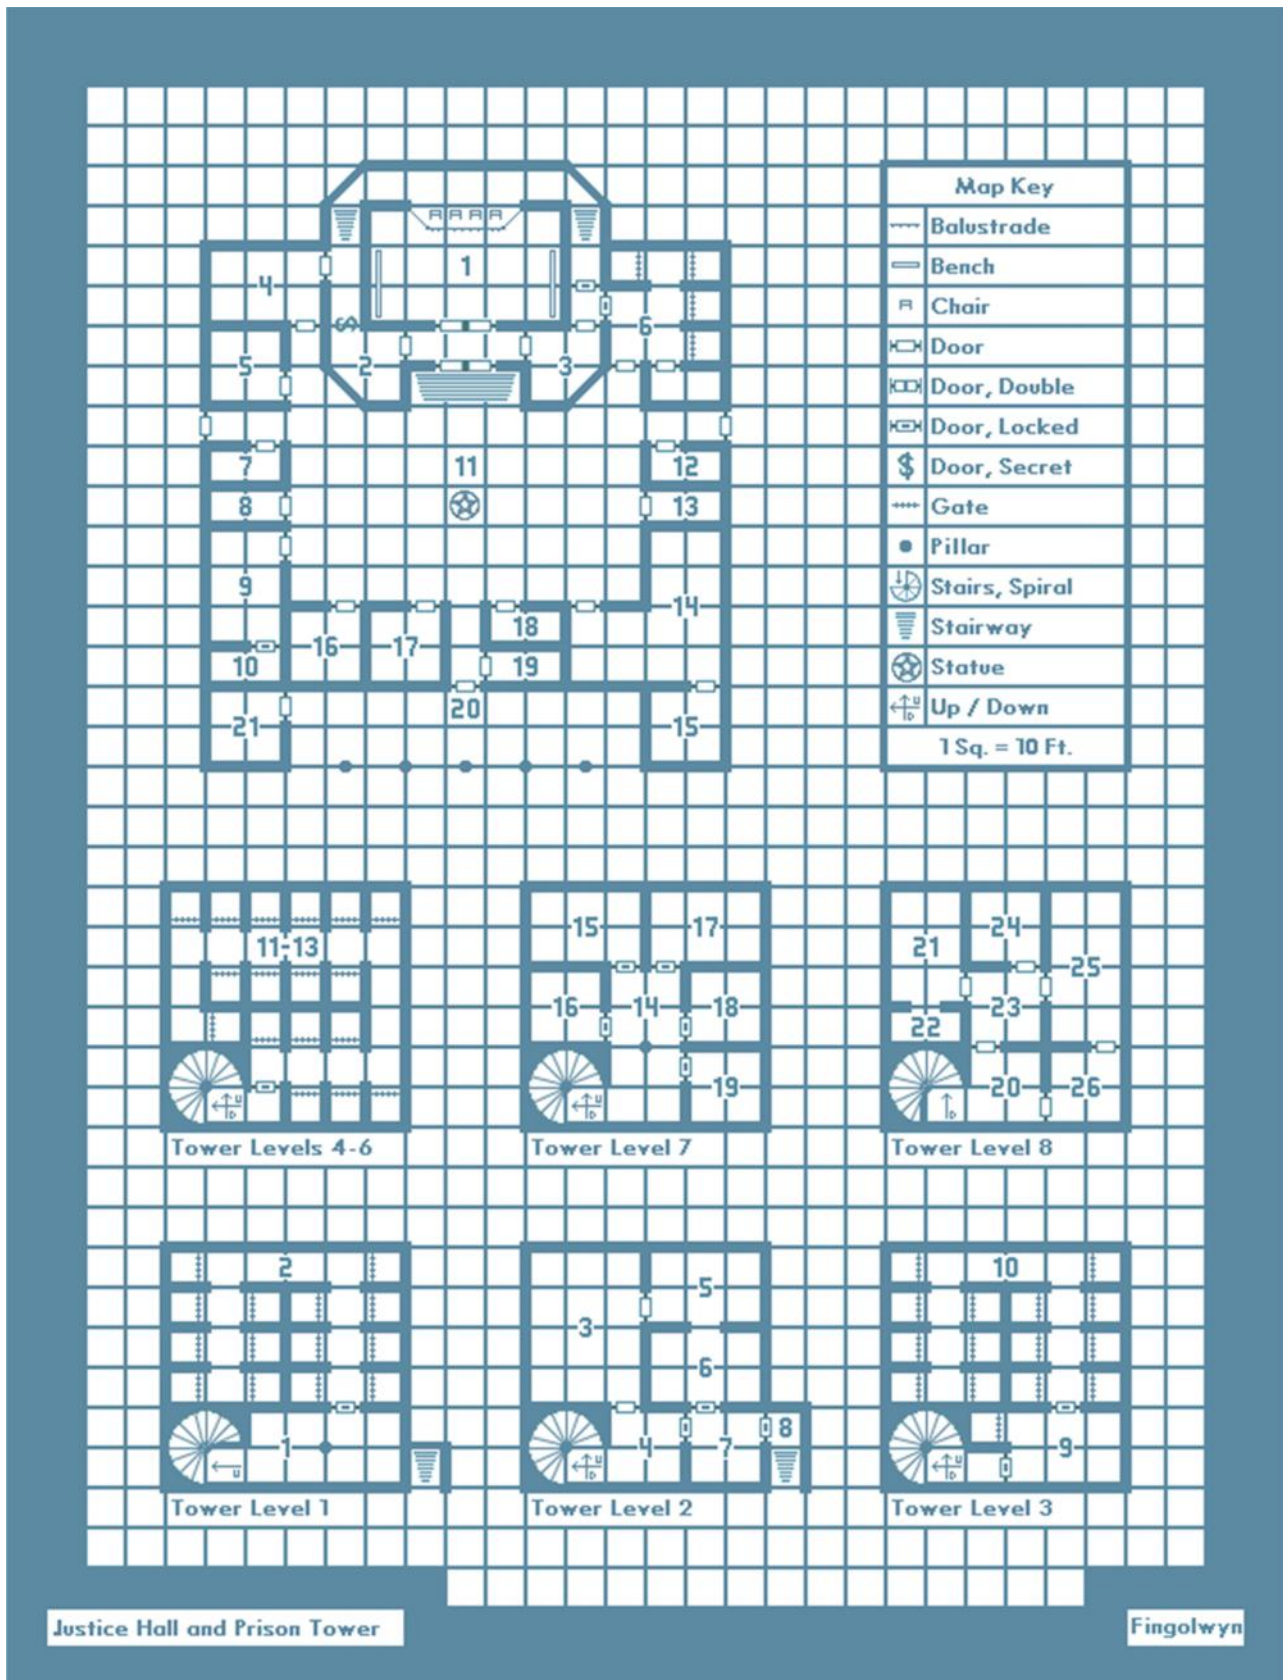 Map Key
Balustrade
Bench
Chair
Door
Door, Double
Door, Locked
$ Door, Secret
Gate
Pillar
Stairs, Spiral
Stairway
Statue
U D Up / Down
1 Sq. = 10 Ft.
1
4
6
$
5
2
3
7
11
12
8
13
9
14
18
16
17
10
19
20
21
15
11-13
U
D
Tower Levels 4-6
15
17
16
14
18
19
U
D
Tower Level 7
24
21
25
23
22
20
26
D
Tower Level 8
2
1
U
Tower Level 1
5
3
6
8
4
7
U
D
Tower Level 2
10
9
U
D
Tower Level 3
Justice Hall and Prison Tower
Fingolwyn